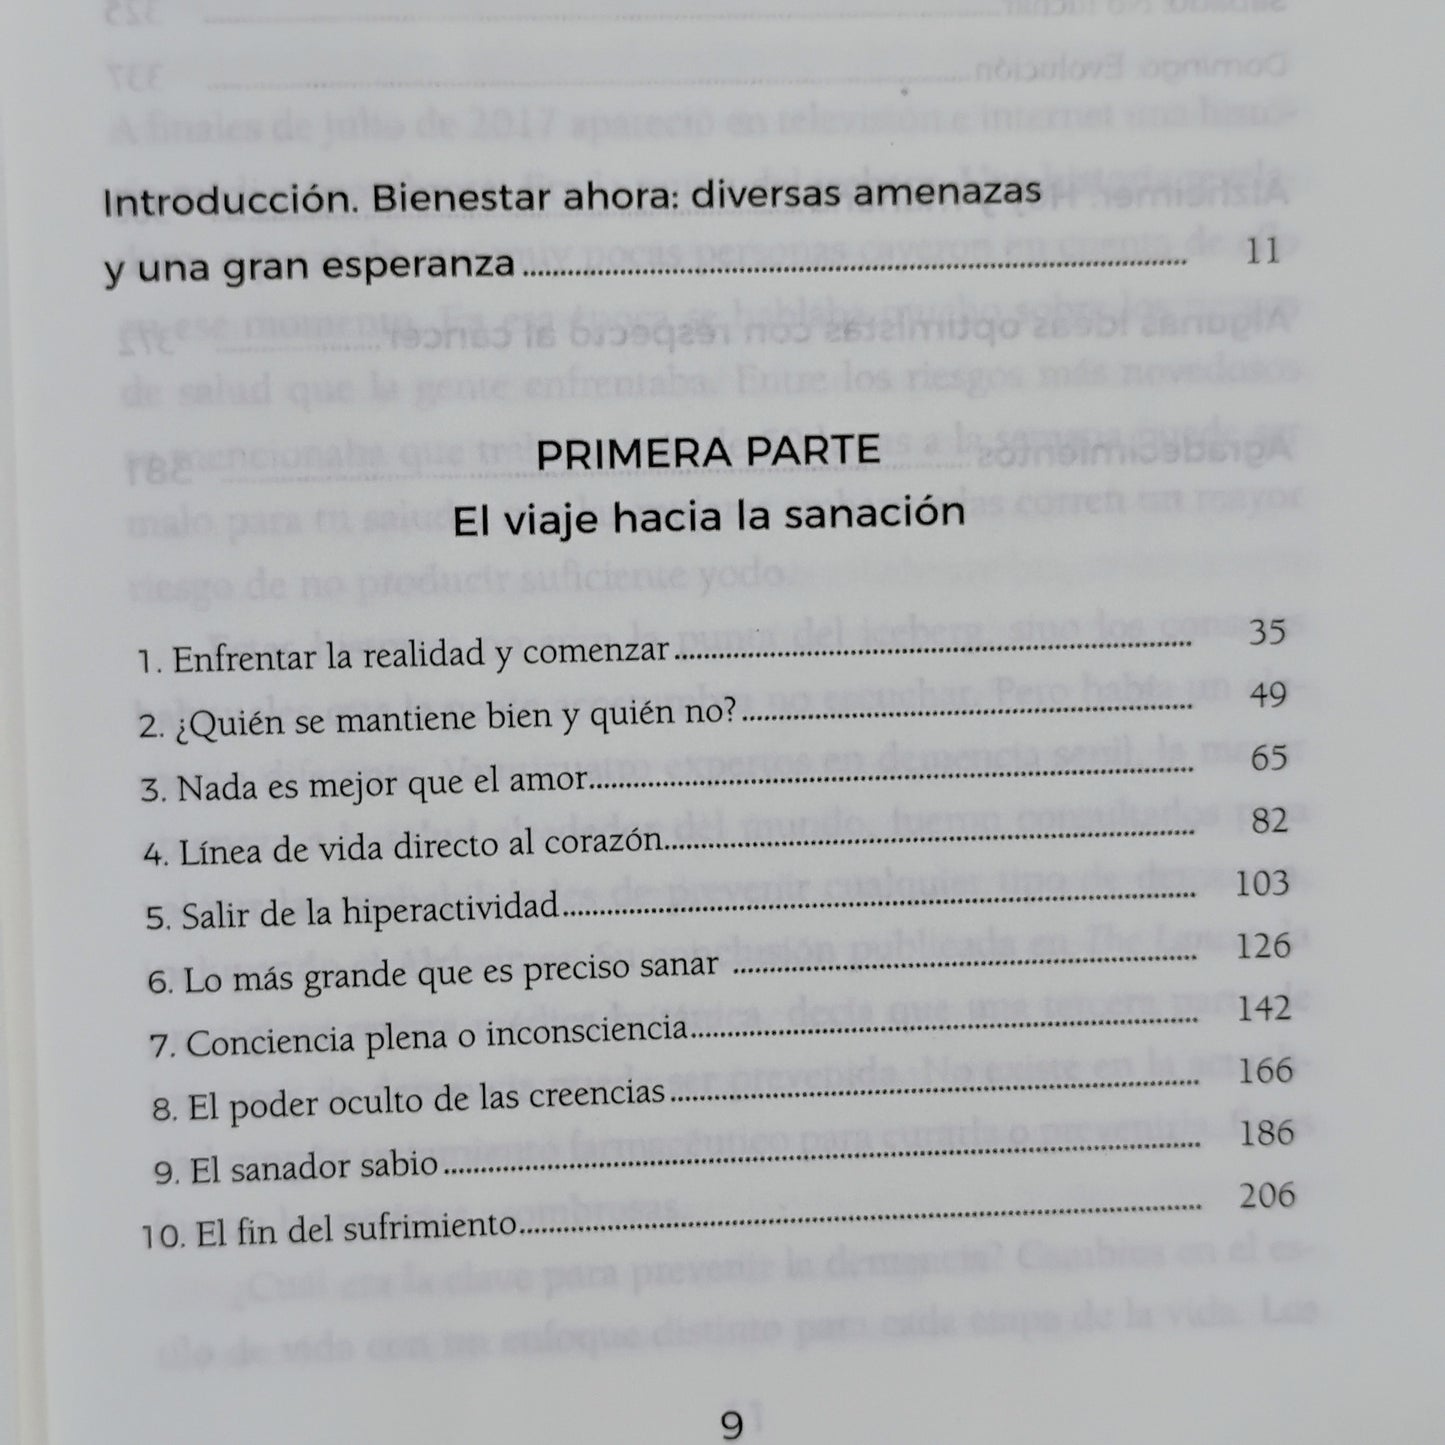 Introducción. Bienestar ahora: diversas amenazas
y una gran esperanza 11
PRIMERA PARTE
El viaje hacia la sanación
1. Enfrentar la realidad y comenzar 35
2. ¿Quién se mantiene bien y quién no? 49
3. Nada es mejor que el amor 65
4. Línea de vida directo al corazón 82
5. Salir de la hiperactividad 103
6. Lo más grande que es preciso sanar 126
7. Conciencia plena o inconsciencia 142
8. El poder oculto de las creencias 166
9. El sanador sabio 186
10. El fin del sufrimiento 206
9